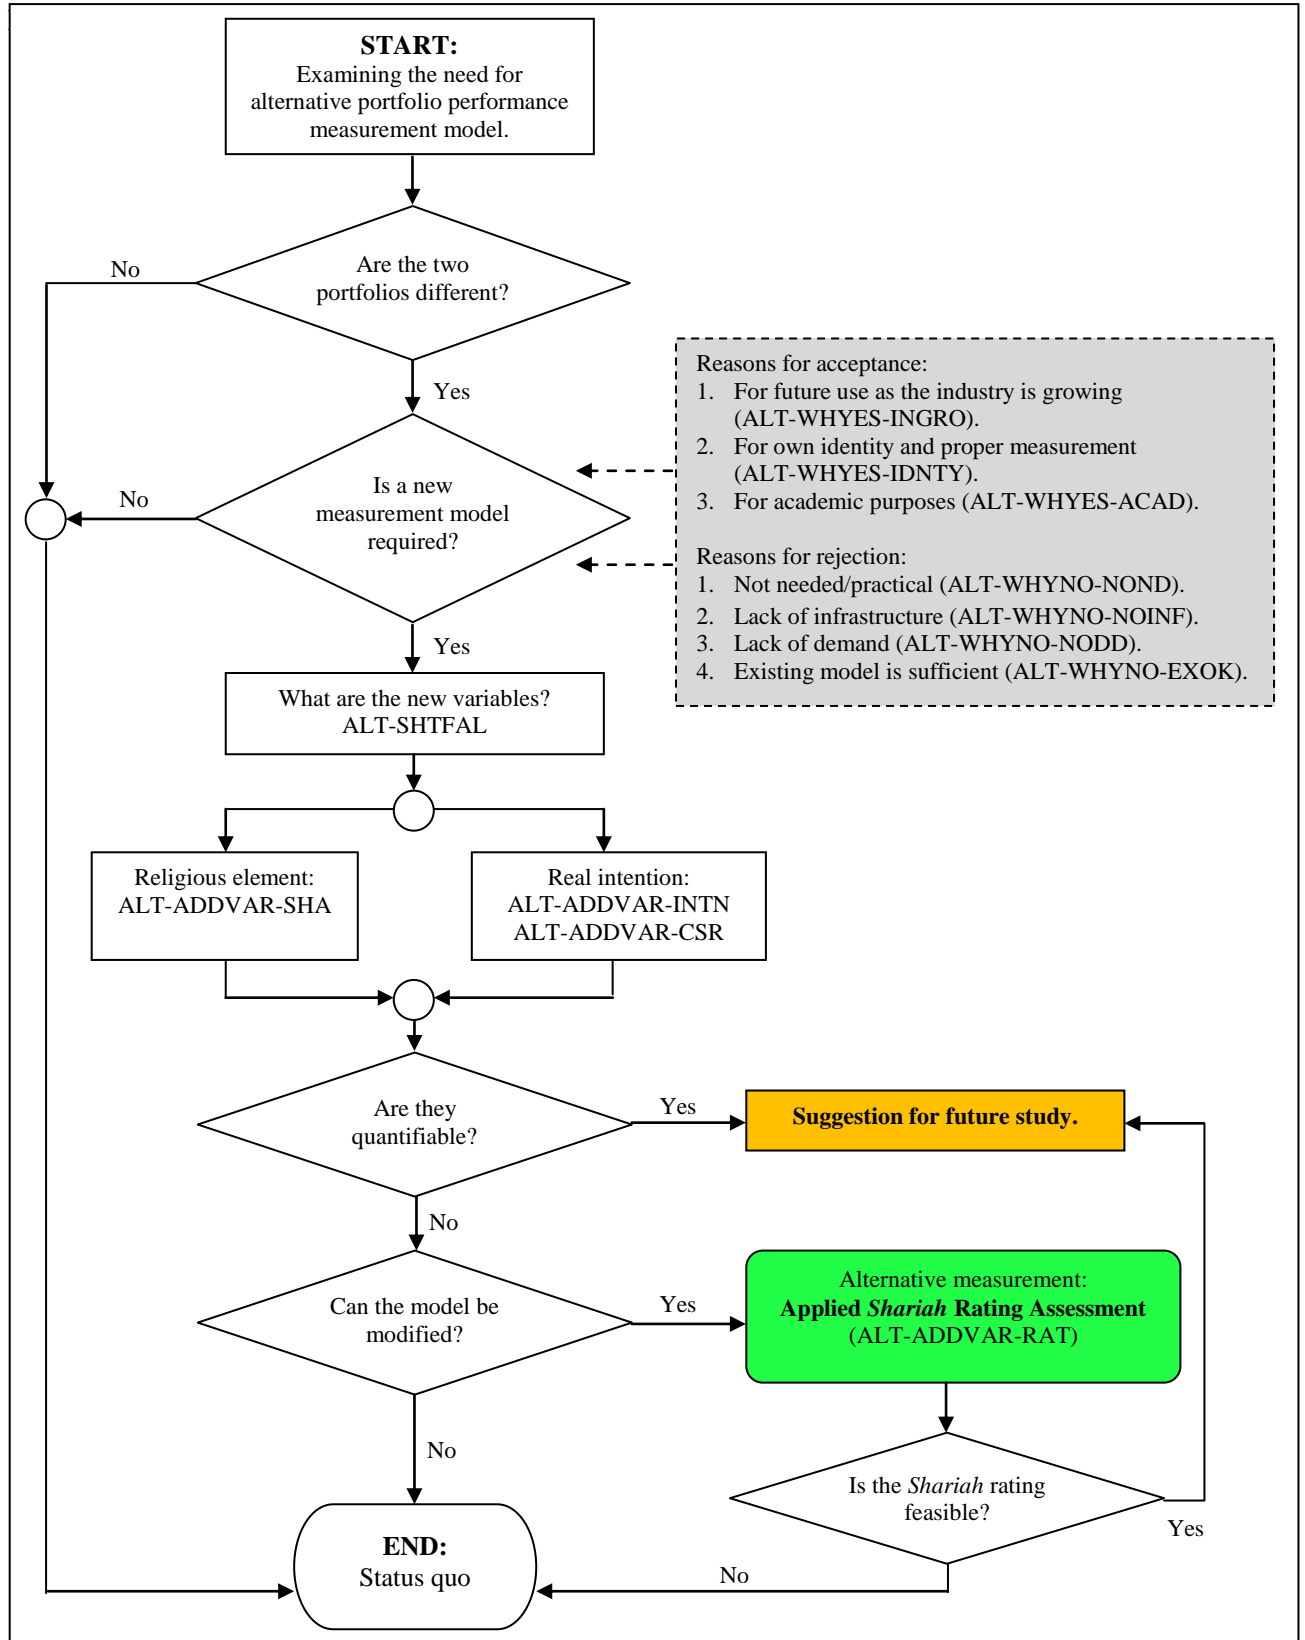 START:
Examining the need for
alternative portfolio performance
measurement model.
Are the two
portfolios different?
No
Yes
Is a new
measurement model
required?
No
Yes
Reasons for acceptance:
1. For future use as the industry is growing
(ALT-WHYES-INGRO).
2. For own identity and proper measurement
(ALT-WHYES-IDNTY).
3. For academic purposes (ALT-WHYES-ACAD).
Reasons for rejection:
1. Not needed/practical (ALT-WHYNO-NOND).
2. Lack of infrastructure (ALT-WHYNO-NOINF).
3. Lack of demand (ALT-WHYNO-NODD).
4. Existing model is sufficient (ALT-WHYNO-EXOK).
What are the new variables?
ALT-SHTFAL
Religious element:
ALT-ADDVAR-SHA
Real intention:
ALT-ADDVAR-INTN
ALT-ADDVAR-CSR
Are they
quantifiable?
Yes
Suggestion for future study.
No
Can the model be
modified?
Yes
Alternative measurement:
Applied Shariah Rating Assessment
(ALT-ADDVAR-RAT)
No
Is the Shariah rating
feasible?
Yes
No
END:
Status quo